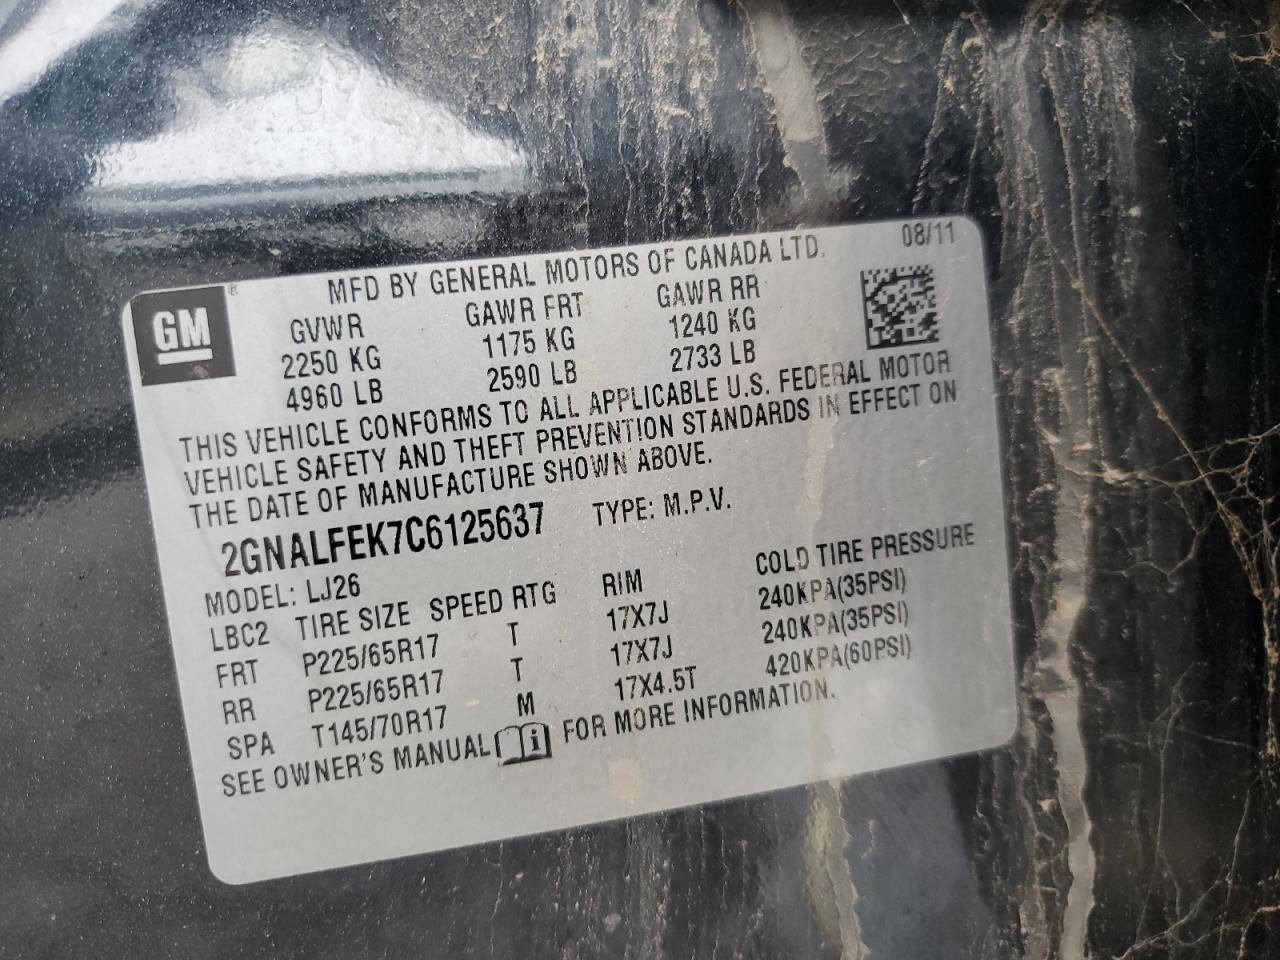 08/11
MFD BY GENERAL MOTORS OF CANADA LTD.
GM ®
GVWR GAWR FRT GAWR RR
2250 KG 1175 KG 1240 KG
4960 LB 2590 LB 2733 LB
THIS VEHICLE CONFORMS TO ALL APPLICABLE U.S. FEDERAL MOTOR
VEHICLE SAFETY AND THEFT PREVENTION STANDARDS IN EFFECT ON
THE DATE OF MANUFACTURE SHOWN ABOVE.
2GNALFEK7C6125637 TYPE: M.P.V.
MODEL: LJ26
LBC2 TIRE SIZE SPEED RTG RIM COLD TIRE PRESSURE
FRT P225/65R17 T 17X7J 240KPA(35PSI)
RR P225/65R17 T 17X7J 240KPA(35PSI)
SPA T145/70R17 M 17X4.5T 420KPA(60PSI)
SEE OWNER'S MANUAL i FOR MORE INFORMATION.